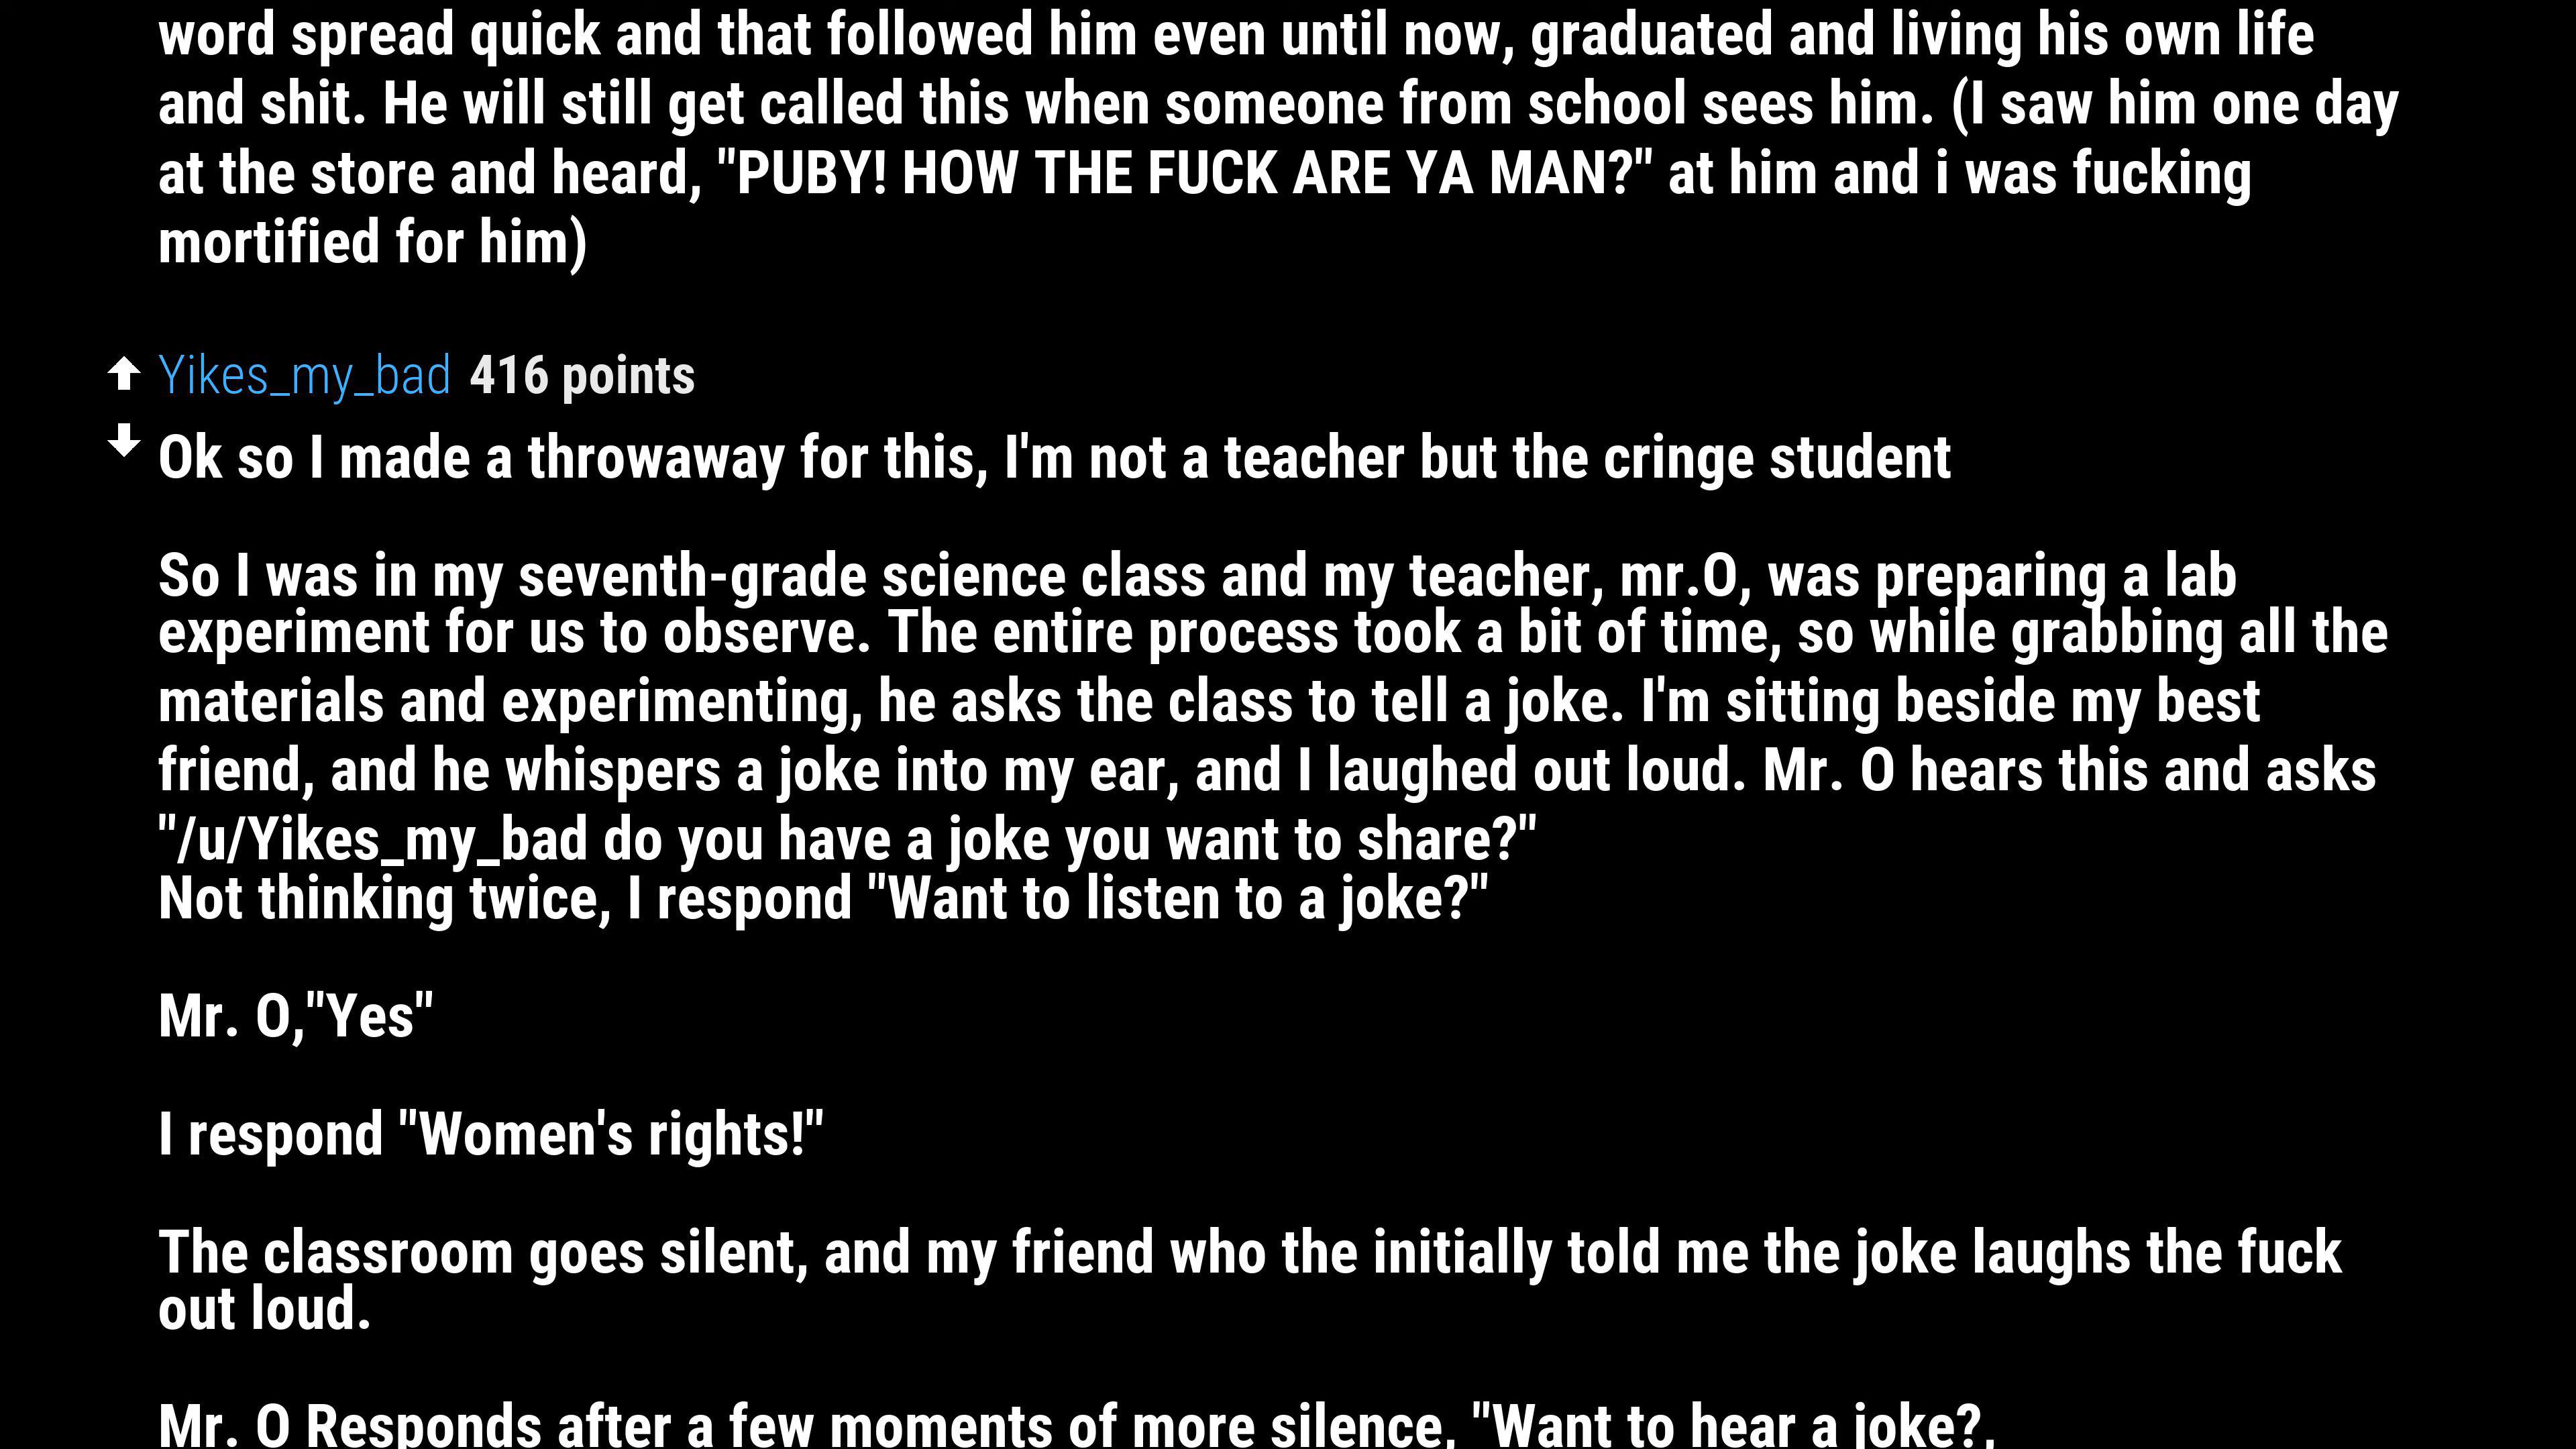 word spread quick and that followed him even until now, graduated and living his own life
and shit. He will still get called this when someone from school sees him. (I saw him one day
at the store and heard, "PUBY! HOW THE FUCK ARE YA MAN?" at him and i was fucking
mortified for him)
Yikes_my_bad 416 points
Ok so I made a throwaway for this, I'm not a teacher but the cringe student
So I was in my seventh-grade science class and my teacher, mr.O, was preparing a lab
experiment for us to observe. The entire process took a bit of time, so while grabbing all the
materials and experimenting, he asks the class to tell a joke. I'm sitting beside my best
friend, and he whispers a joke into my ear, and I laughed out loud. Mr. O hears this and asks
"/u/Yikes_my_bad do you have a joke you want to share?"
Not thinking twice, I respond "Want to listen to a joke?"
Mr. O,"Yes"
I respond "Women's rights!"
The classroom goes silent, and my friend who the initially told me the joke laughs the fuck
out loud.
Mr. O Responds after a few moments of more silence, "Want to hear a joke?,